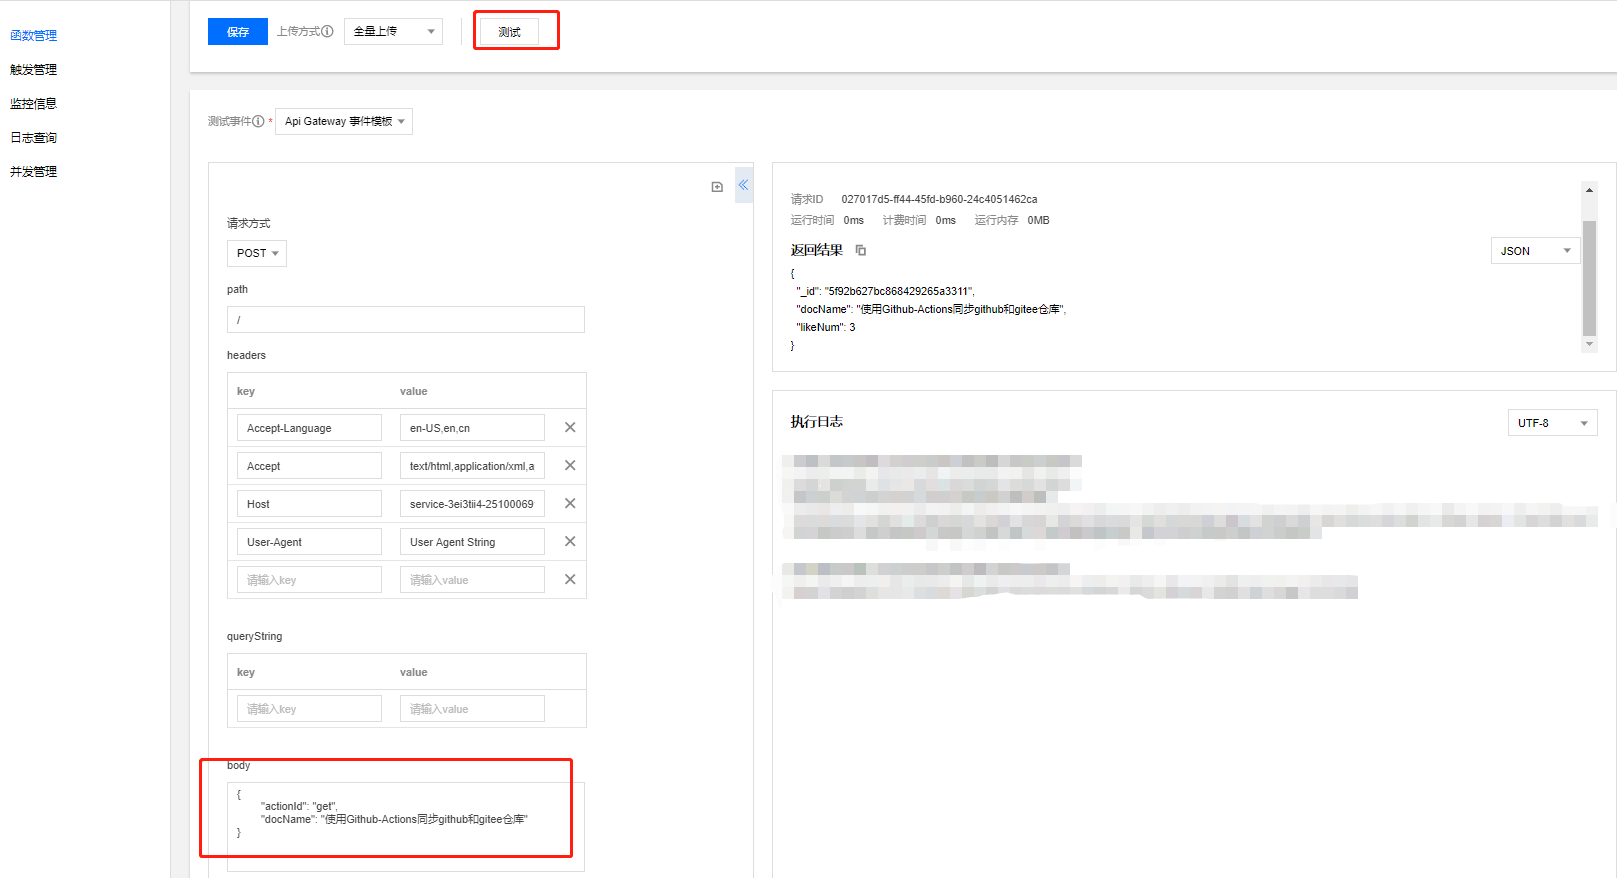 函数管理
触发管理
监控信息
日志查询
并发管理
保存 上传方式 全量上传 测试
测试事件 * Api Gateway 事件模板
请求方式
POST
path
/
headers
key value
Accept-Language en-US,en,cn
Accept text/html,application/xml,a
Host service-3ei3tii4-25100069
User-Agent User Agent String
请输入key 请输入value
queryString
key value
请输入key 请输入value
body
{
"actionId": "get",
"docName": "使用Github-Actions同步github和gitee仓库"
}
请求ID 027017d5-ff44-45fd-b960-24c4051462ca
运行时间 0ms 计费时间 0ms 运行内存 0MB
返回结果 JSON
{
"_id": "5f92b627bc868429265a3311",
"docName": "使用Github-Actions同步github和gitee仓库",
"likeNum": 3
}
执行日志 UTF-8